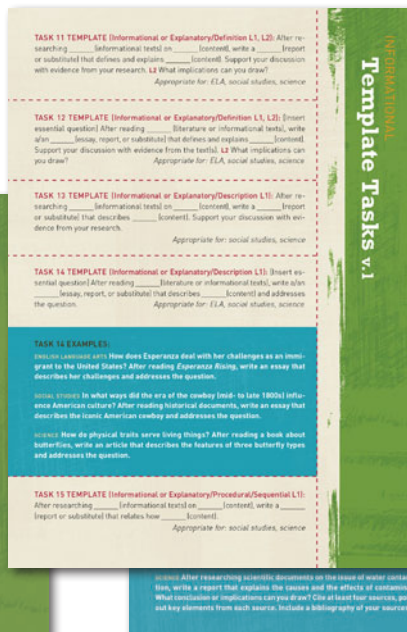 TASK 11 TEMPLATE (Informational or Explanatory/Definition L1, L2): After re-
searching ______ (informational texts) on ______ (content), write a ______ (report
or substitute) that defines and explains ______ (content). Support your discussion
with evidence from your research. L2 What implications can you draw?
Appropriate for: ELA, social studies, science
TASK 12 TEMPLATE (Informational or Explanatory/Definition L1, L2): [Insert
essential question] After reading ______ (literature or informational texts), write
a/an ______ (essay, report, or substitute) that defines and explains ______ (content).
Support your discussion with evidence from the text(s). L2 What implications can
you draw? Appropriate for: ELA, social studies, science
TASK 13 TEMPLATE (Informational or Explanatory/Description L1): After re-
searching ______ (informational texts) on ______ (content), write a ______ (report
or substitute) that describes ______ (content). Support your discussion with evi-
dence from your research.
Appropriate for: social studies, science
TASK 14 TEMPLATE (Informational or Explanatory/Description L1): [Insert es-
sential question] After reading ______ (literature or informational texts), write a/an
______ (essay, report, or substitute) that describes ______ (content) and addresses
the question. Appropriate for: ELA, social studies, science
TASK 14 EXAMPLES:
ENGLISH LANGUAGE ARTS How does Esperanza deal with her challenges as an immi-
grant to the United States? After reading Esperanza Rising, write an essay that
describes her challenges and addresses the question.
SOCIAL STUDIES In what ways did the era of the cowboy (mid- to late 1800s) influ-
ence American culture? After reading historical documents, write an essay that
describes the iconic American cowboy and addresses the question.
SCIENCE How do physical traits serve living things? After reading a book about
butterflies, write an article that describes the features of three butterfly types
and addresses the question.
TASK 15 TEMPLATE (Informational or Explanatory/Procedural/Sequential L1):
After researching ______ (informational texts) on ______ (content), write a ______
(report or substitute) that relates how ______ (content).
Appropriate for: social studies, science
INFORMATIONAL
Template Tasks v.1
SCIENCE After researching scientific documents on the issue of water conta
tion, write a report that explains the causes and the effects of contamin
What conclusion or implications can you draw? Cite at least four sources, po
out key elements from each source. Include a bibliography of your sources